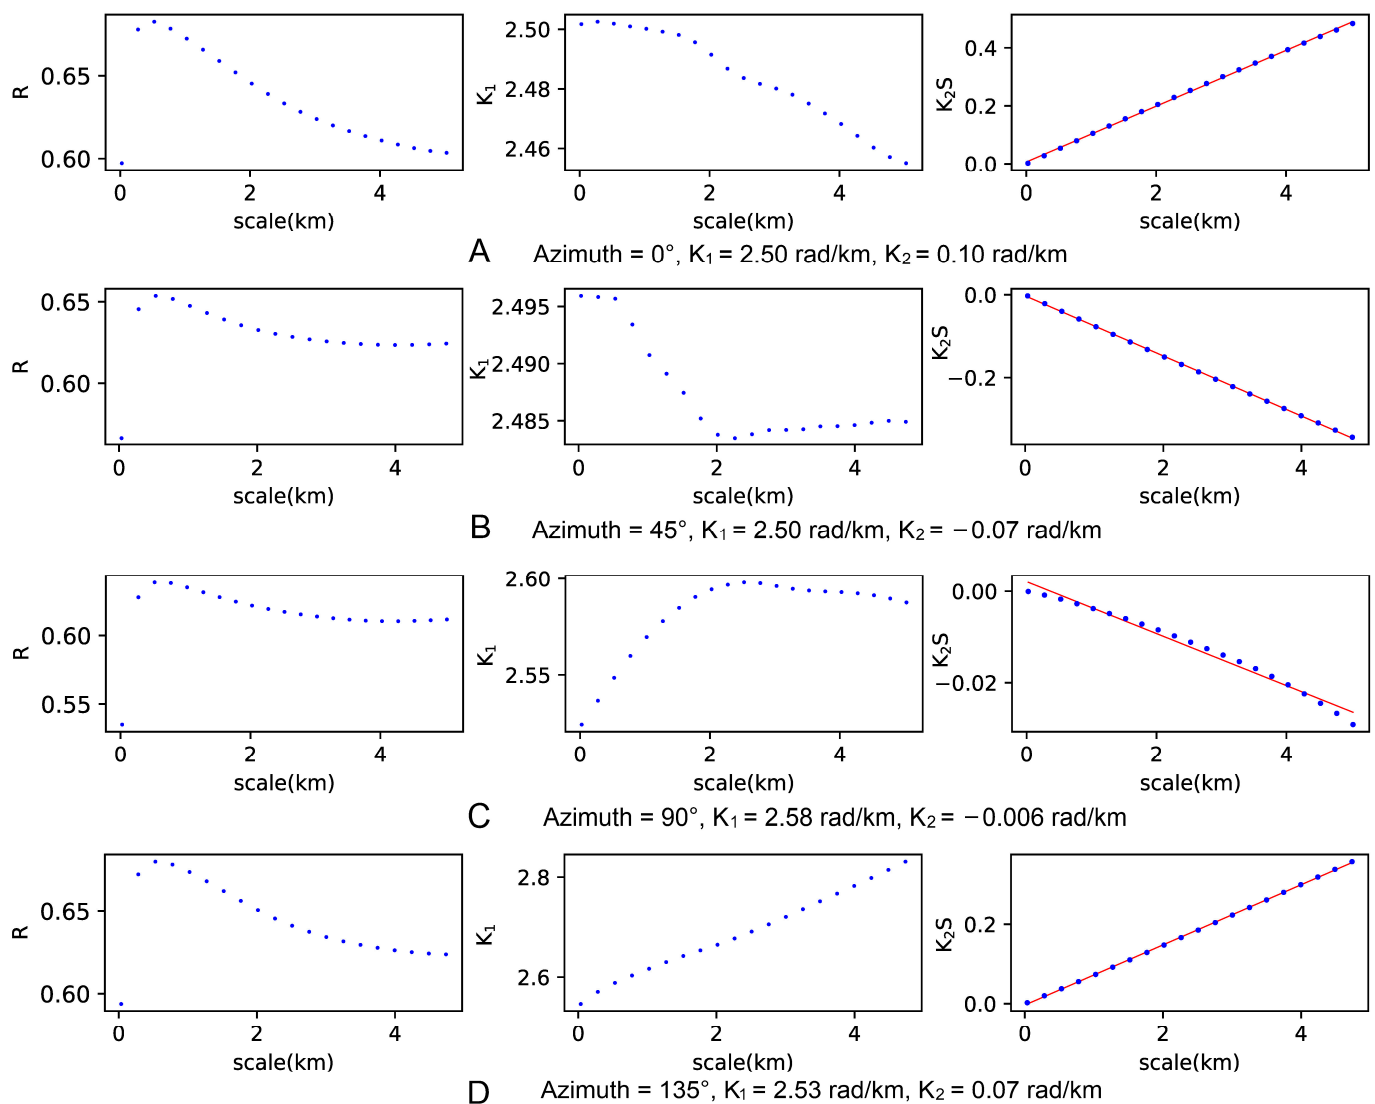 R
0.65
0.60
0 2 4
scale(km)
K₁
2.50
2.48
2.46
0 2 4
scale(km)
K₂S
0.4
0.2
0.0
0 2 4
scale(km)
A Azimuth = 0°, K₁ = 2.50 rad/km, K₂ = 0.10 rad/km
R
0.65
0.60
0 2 4
scale(km)
K₁
2.495
2.490
2.485
0 2 4
scale(km)
K₂S
0.0
−0.2
0 2 4
scale(km)
B Azimuth = 45°, K₁ = 2.50 rad/km, K₂ = −0.07 rad/km
R
0.60
0.55
0 2 4
scale(km)
K₁
2.60
2.55
0 2 4
scale(km)
K₂S
0.00
−0.02
0 2 4
scale(km)
C Azimuth = 90°, K₁ = 2.58 rad/km, K₂ = −0.006 rad/km
R
0.65
0.60
0 2 4
scale(km)
K₁
2.8
2.6
0 2 4
scale(km)
K₂S
0.2
0.0
0 2 4
scale(km)
D Azimuth = 135°, K₁ = 2.53 rad/km, K₂ = 0.07 rad/km